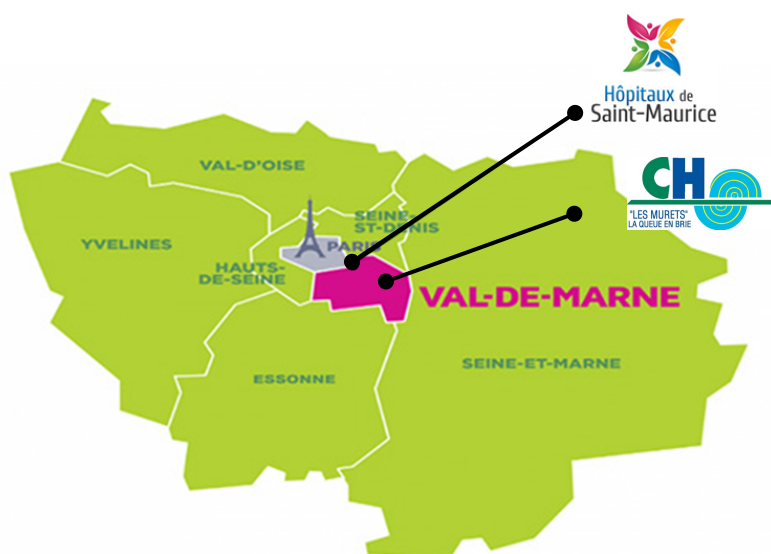 Hôpitaux de
Saint-Maurice
CH
"LES MURETS"
LA QUEUE EN BRIE
VAL-D'OISE
SEINE-
ST-DENIS
YVELINES
PARIS
HAUTS-
DE-SEINE
VAL-DE-MARNE
SEINE-ET-MARNE
ESSONNE